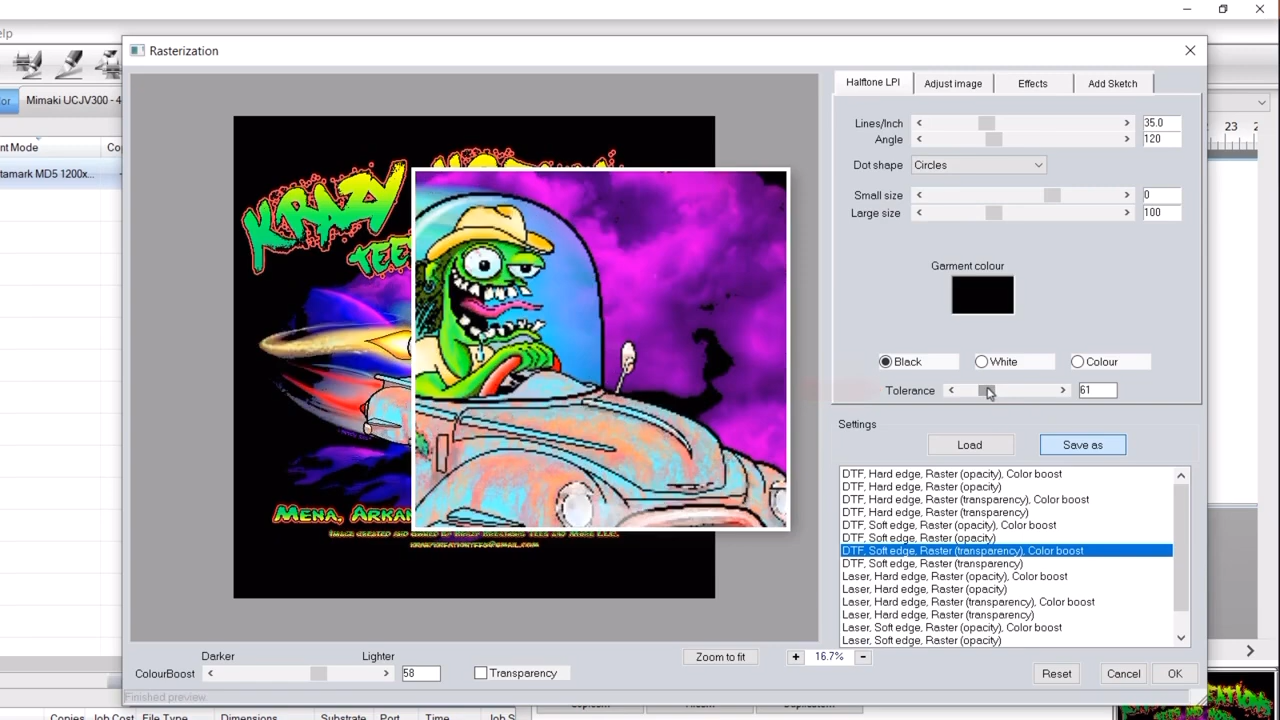 elp
Rasterization
or
Mimaki UCJV300 - 4
nt Mode
Co
tamark MD5 1200x...
Halftone LPI
Adjust image
Effects
Add Sketch
Lines/Inch
35.0
Angle
120
Dot shape
Circles
Small size
0
Large size
100
Garment colour
Black
White
Colour
Tolerance
61
23
2
KRAZY
TEE
MENA, ARKAN
Settings
Load
Save as
DTF, Hard edge, Raster (opacity), Color boost
DTF, Hard edge, Raster (opacity)
DTF, Hard edge, Raster (transparency), Color boost
DTF, Hard edge, Raster (transparency)
DTF, Soft edge, Raster (opacity), Color boost
DTF, Soft edge, Raster (opacity)
DTF, Soft edge, Raster (transparency), Color boost
DTF, Soft edge, Raster (transparency)
Laser, Hard edge, Raster (opacity), Color boost
Laser, Hard edge, Raster (opacity)
Laser, Hard edge, Raster (transparency), Color boost
Laser, Hard edge, Raster (transparency)
Laser, Soft edge, Raster (opacity), Color boost
Laser, Soft edge, Raster (opacity)
Darker
Lighter
ColourBoost
58
Transparency
Zoom to fit
+
16.7%
-
Reset
Cancel
OK
Finished preview.
Copies
Job Cost
File Type
Dimensions
Substrate
Port
Time
Job S